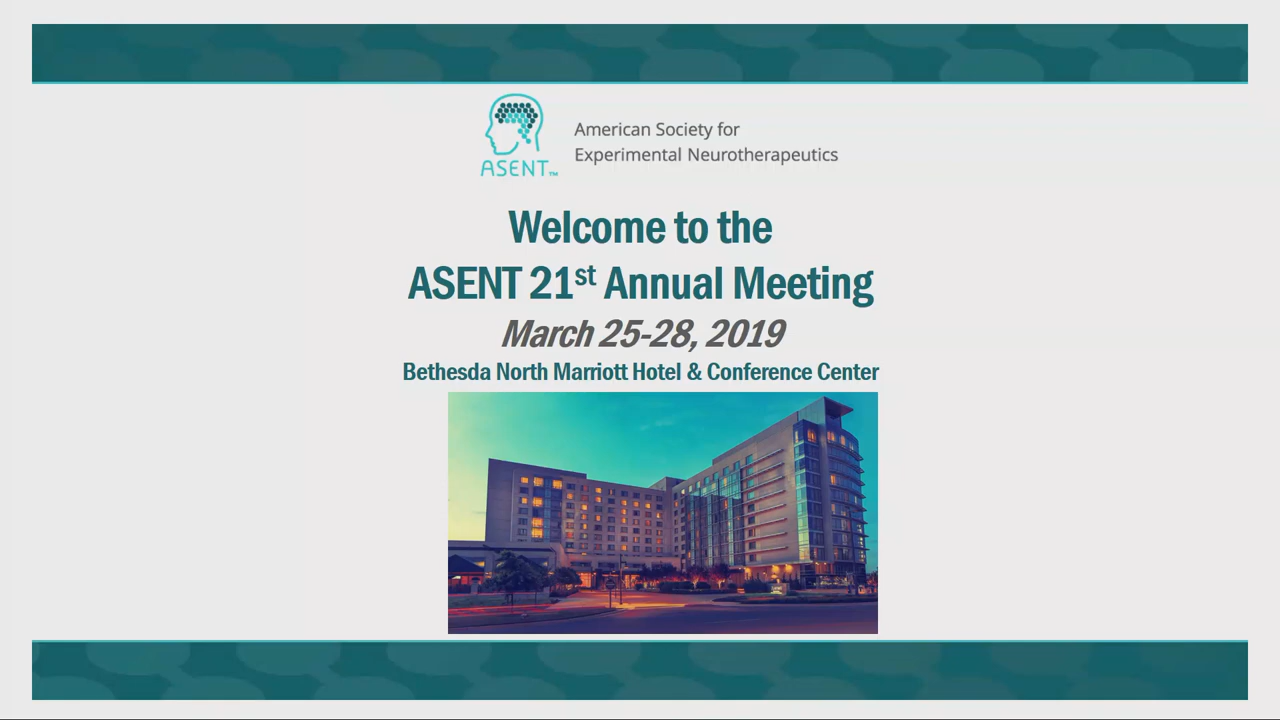 American Society for
Experimental Neurotherapeutics
ASENT™
Welcome to the
ASENT 21st Annual Meeting
March 25-28, 2019
Bethesda North Marriott Hotel & Conference Center